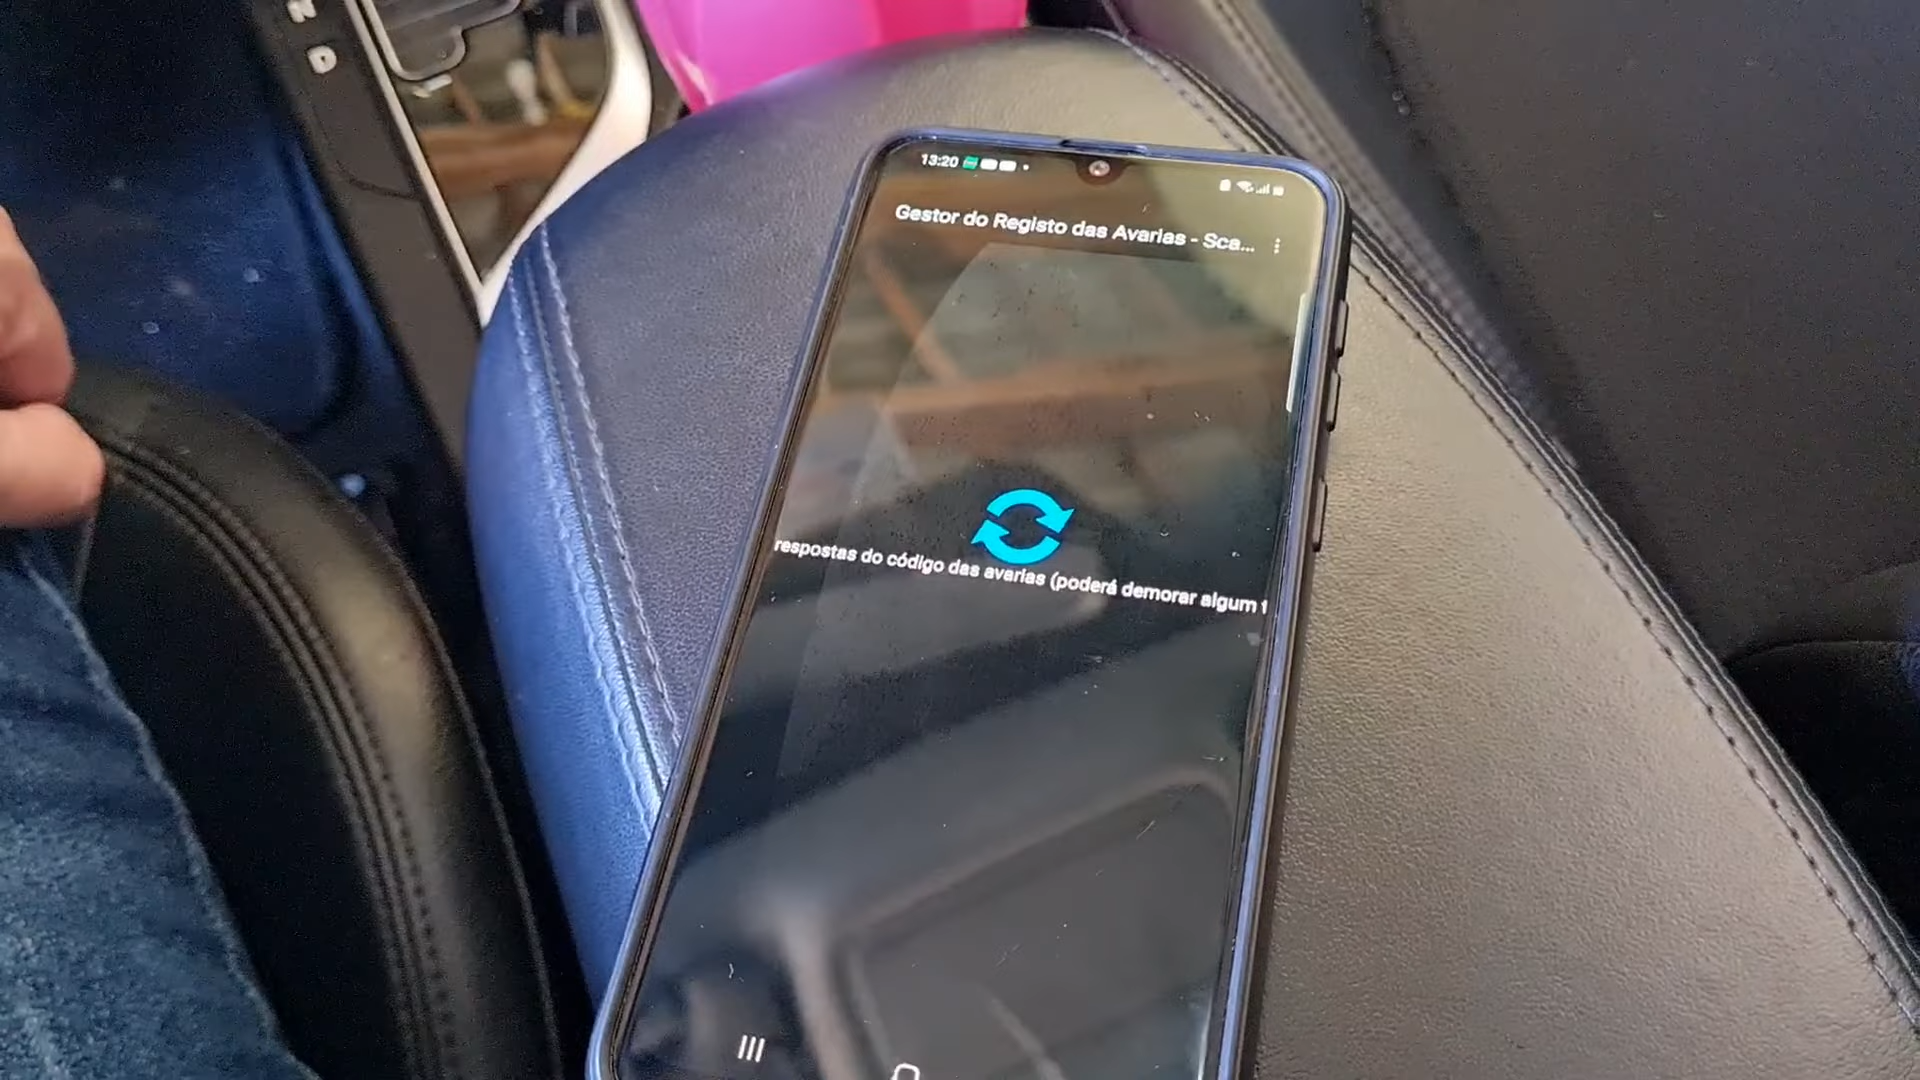 N
D
13:20
Gestor do Registo das Avarias - Sca...
respostas do código das avarias (poderá demorar algum t